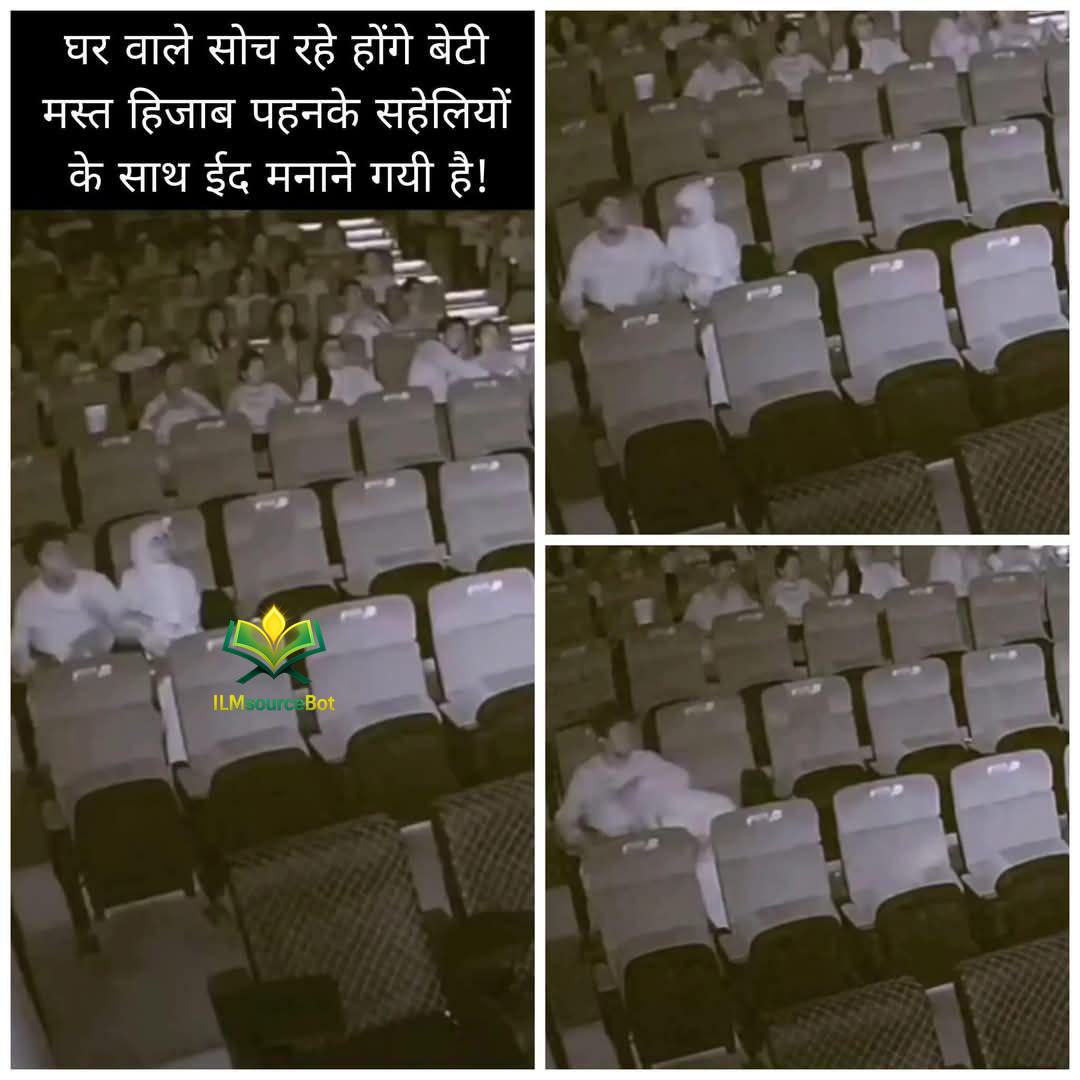 घर वाले सोच रहे होंगे बेटी
मस्त हिजाब पहनके सहेलियों
के साथ ईद मनाने गयी है!
ILMsourceBot